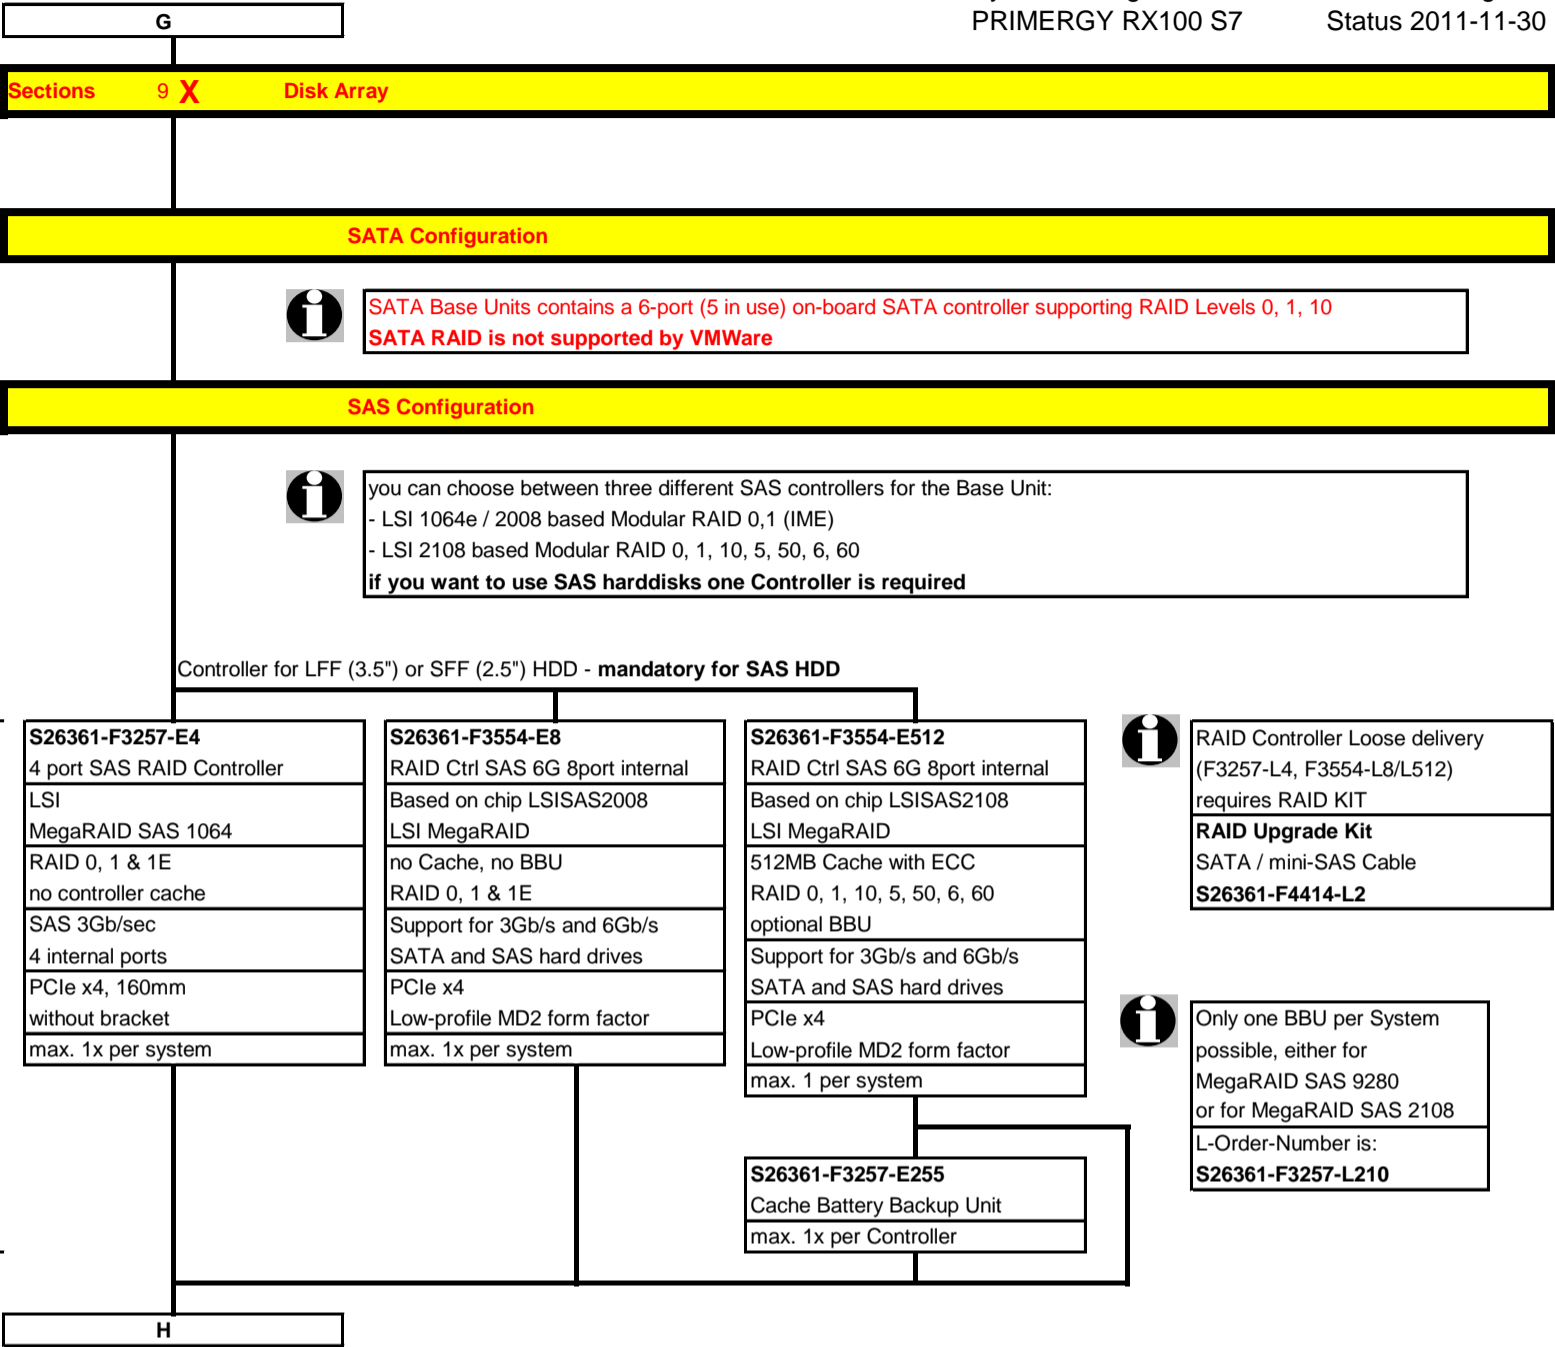 G
PRIMERGY RX100 S7 Status 2011-11-30
Sections 9 X Disk Array
SATA Configuration
SATA Base Units contains a 6-port (5 in use) on-board SATA controller supporting RAID Levels 0, 1, 10
SATA RAID is not supported by VMWare
SAS Configuration
you can choose between three different SAS controllers for the Base Unit:
- LSI 1064e / 2008 based Modular RAID 0,1 (IME)
- LSI 2108 based Modular RAID 0, 1, 10, 5, 50, 6, 60
if you want to use SAS harddisks one Controller is required
Controller for LFF (3.5") or SFF (2.5") HDD - mandatory for SAS HDD
S26361-F3257-E4
4 port SAS RAID Controller
LSI
MegaRAID SAS 1064
RAID 0, 1 & 1E
no controller cache
SAS 3Gb/sec
4 internal ports
PCIe x4, 160mm
without bracket
max. 1x per system
S26361-F3554-E8
RAID Ctrl SAS 6G 8port internal
Based on chip LSISAS2008
LSI MegaRAID
no Cache, no BBU
RAID 0, 1 & 1E
Support for 3Gb/s and 6Gb/s
SATA and SAS hard drives
PCIe x4
Low-profile MD2 form factor
max. 1x per system
S26361-F3554-E512
RAID Ctrl SAS 6G 8port internal
Based on chip LSISAS2108
LSI MegaRAID
512MB Cache with ECC
RAID 0, 1, 10, 5, 50, 6, 60
optional BBU
Support for 3Gb/s and 6Gb/s
SATA and SAS hard drives
PCIe x4
Low-profile MD2 form factor
max. 1 per system
S26361-F3257-E255
Cache Battery Backup Unit
max. 1x per Controller
RAID Controller Loose delivery
(F3257-L4, F3554-L8/L512)
requires RAID KIT
RAID Upgrade Kit
SATA / mini-SAS Cable
S26361-F4414-L2
Only one BBU per System
possible, either for
MegaRAID SAS 9280
or for MegaRAID SAS 2108
L-Order-Number is:
S26361-F3257-L210
H